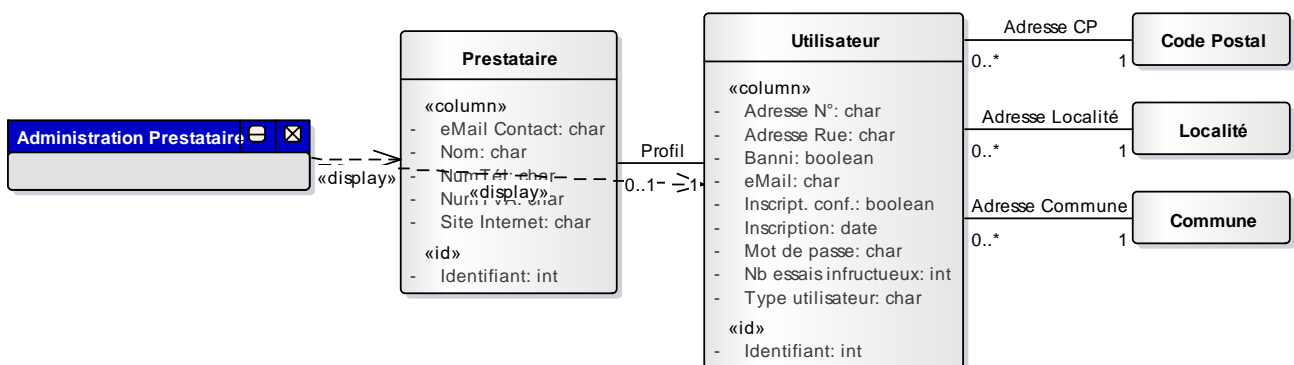 Administration Prestataire
«display»
«display»
Prestataire
«column»
- eMail Contact: char
- Nom: char
- Num Tél: char
- Num TVA: char
- Site Internet: char
«id»
- Identifiant: int
Profil
0..1
1
Utilisateur
«column»
- Adresse N°: char
- Adresse Rue: char
- Banni: boolean
- eMail: char
- Inscript. conf.: boolean
- Inscription: date
- Mot de passe: char
- Nb essais infructueux: int
- Type utilisateur: char
«id»
- Identifiant: int
Adresse CP
0..*
1
Code Postal
Adresse Localité
0..*
1
Localité
Adresse Commune
0..*
1
Commune